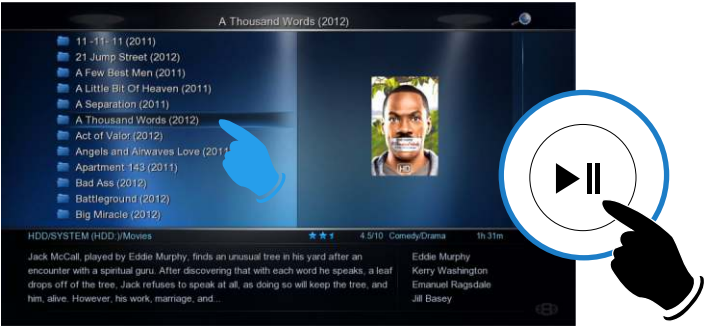 A Thousand Words (2012)
11 -11- 11 (2011)
21 Jump Street (2012)
A Few Best Men (2011)
A Little Bit Of Heaven (2011)
A Separation (2011)
A Thousand Words (2012)
Act of Valor (2012)
Angels and Airwaves Love (2011
Apartment 143 (2011)
Bad Ass (2012)
Battleground (2012)
Big Miracle (2012)
HD
HDD/SYSTEM (HDD:)/Movies 4.5/10 Comedy/Drama 1h 31m
Jack McCall, played by Eddie Murphy, finds an unusual tree in his yard after an
encounter with a spiritual guru. After discovering that with each word he speaks, a leaf
drops off of the tree, Jack refuses to speak at all, as doing so will keep the tree, and
him, alive. However, his work, marriage, and...
Eddie Murphy
Kerry Washington
Emanuel Ragsdale
Jill Basey